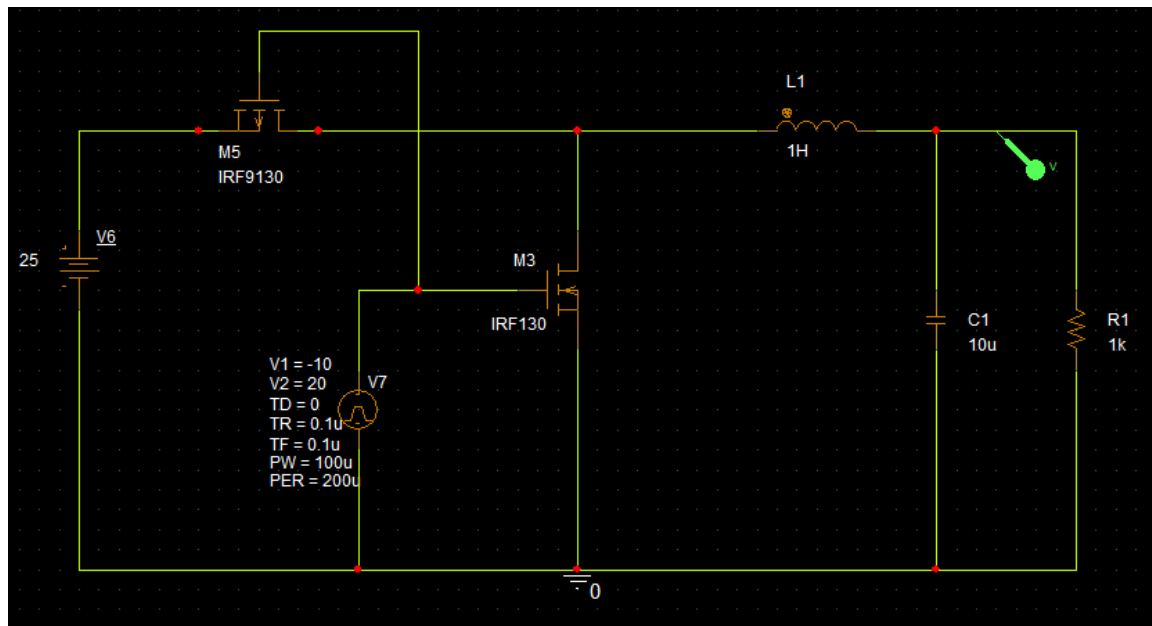 L1
1H
M5
IRF9130
V6
25
M3
IRF130
C1
10u
R1
1k
V
V1 = -10
V2 = 20
TD = 0
TR = 0.1u
TF = 0.1u
PW = 100u
PER = 200u
V7
0